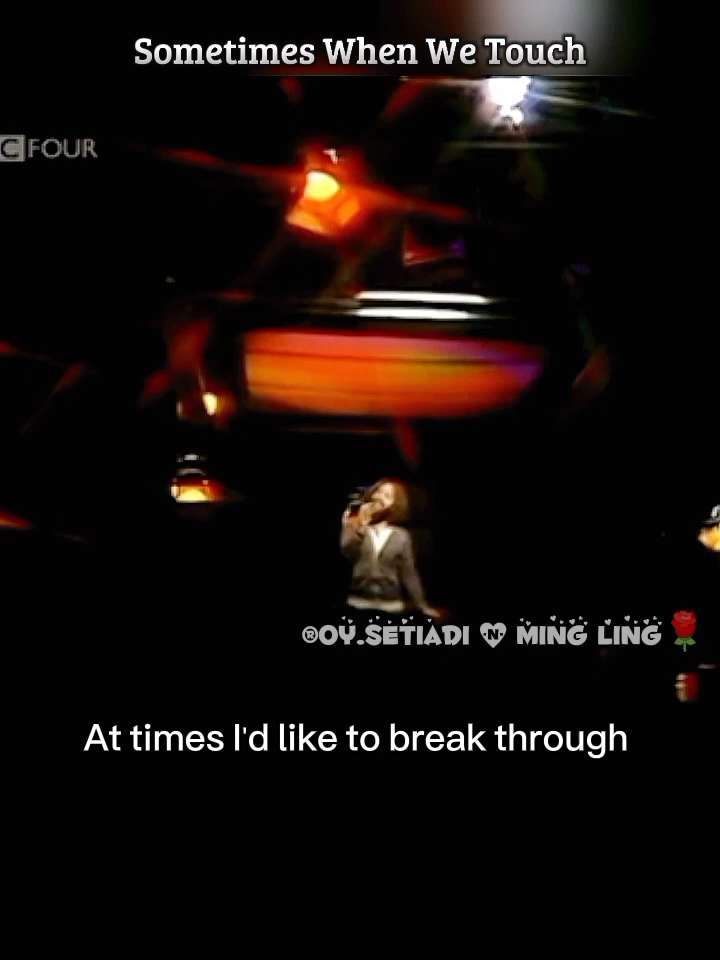 Sometimes When We Touch
C FOUR
®OY.SETIADI N MING LING
At times I'd like to break through